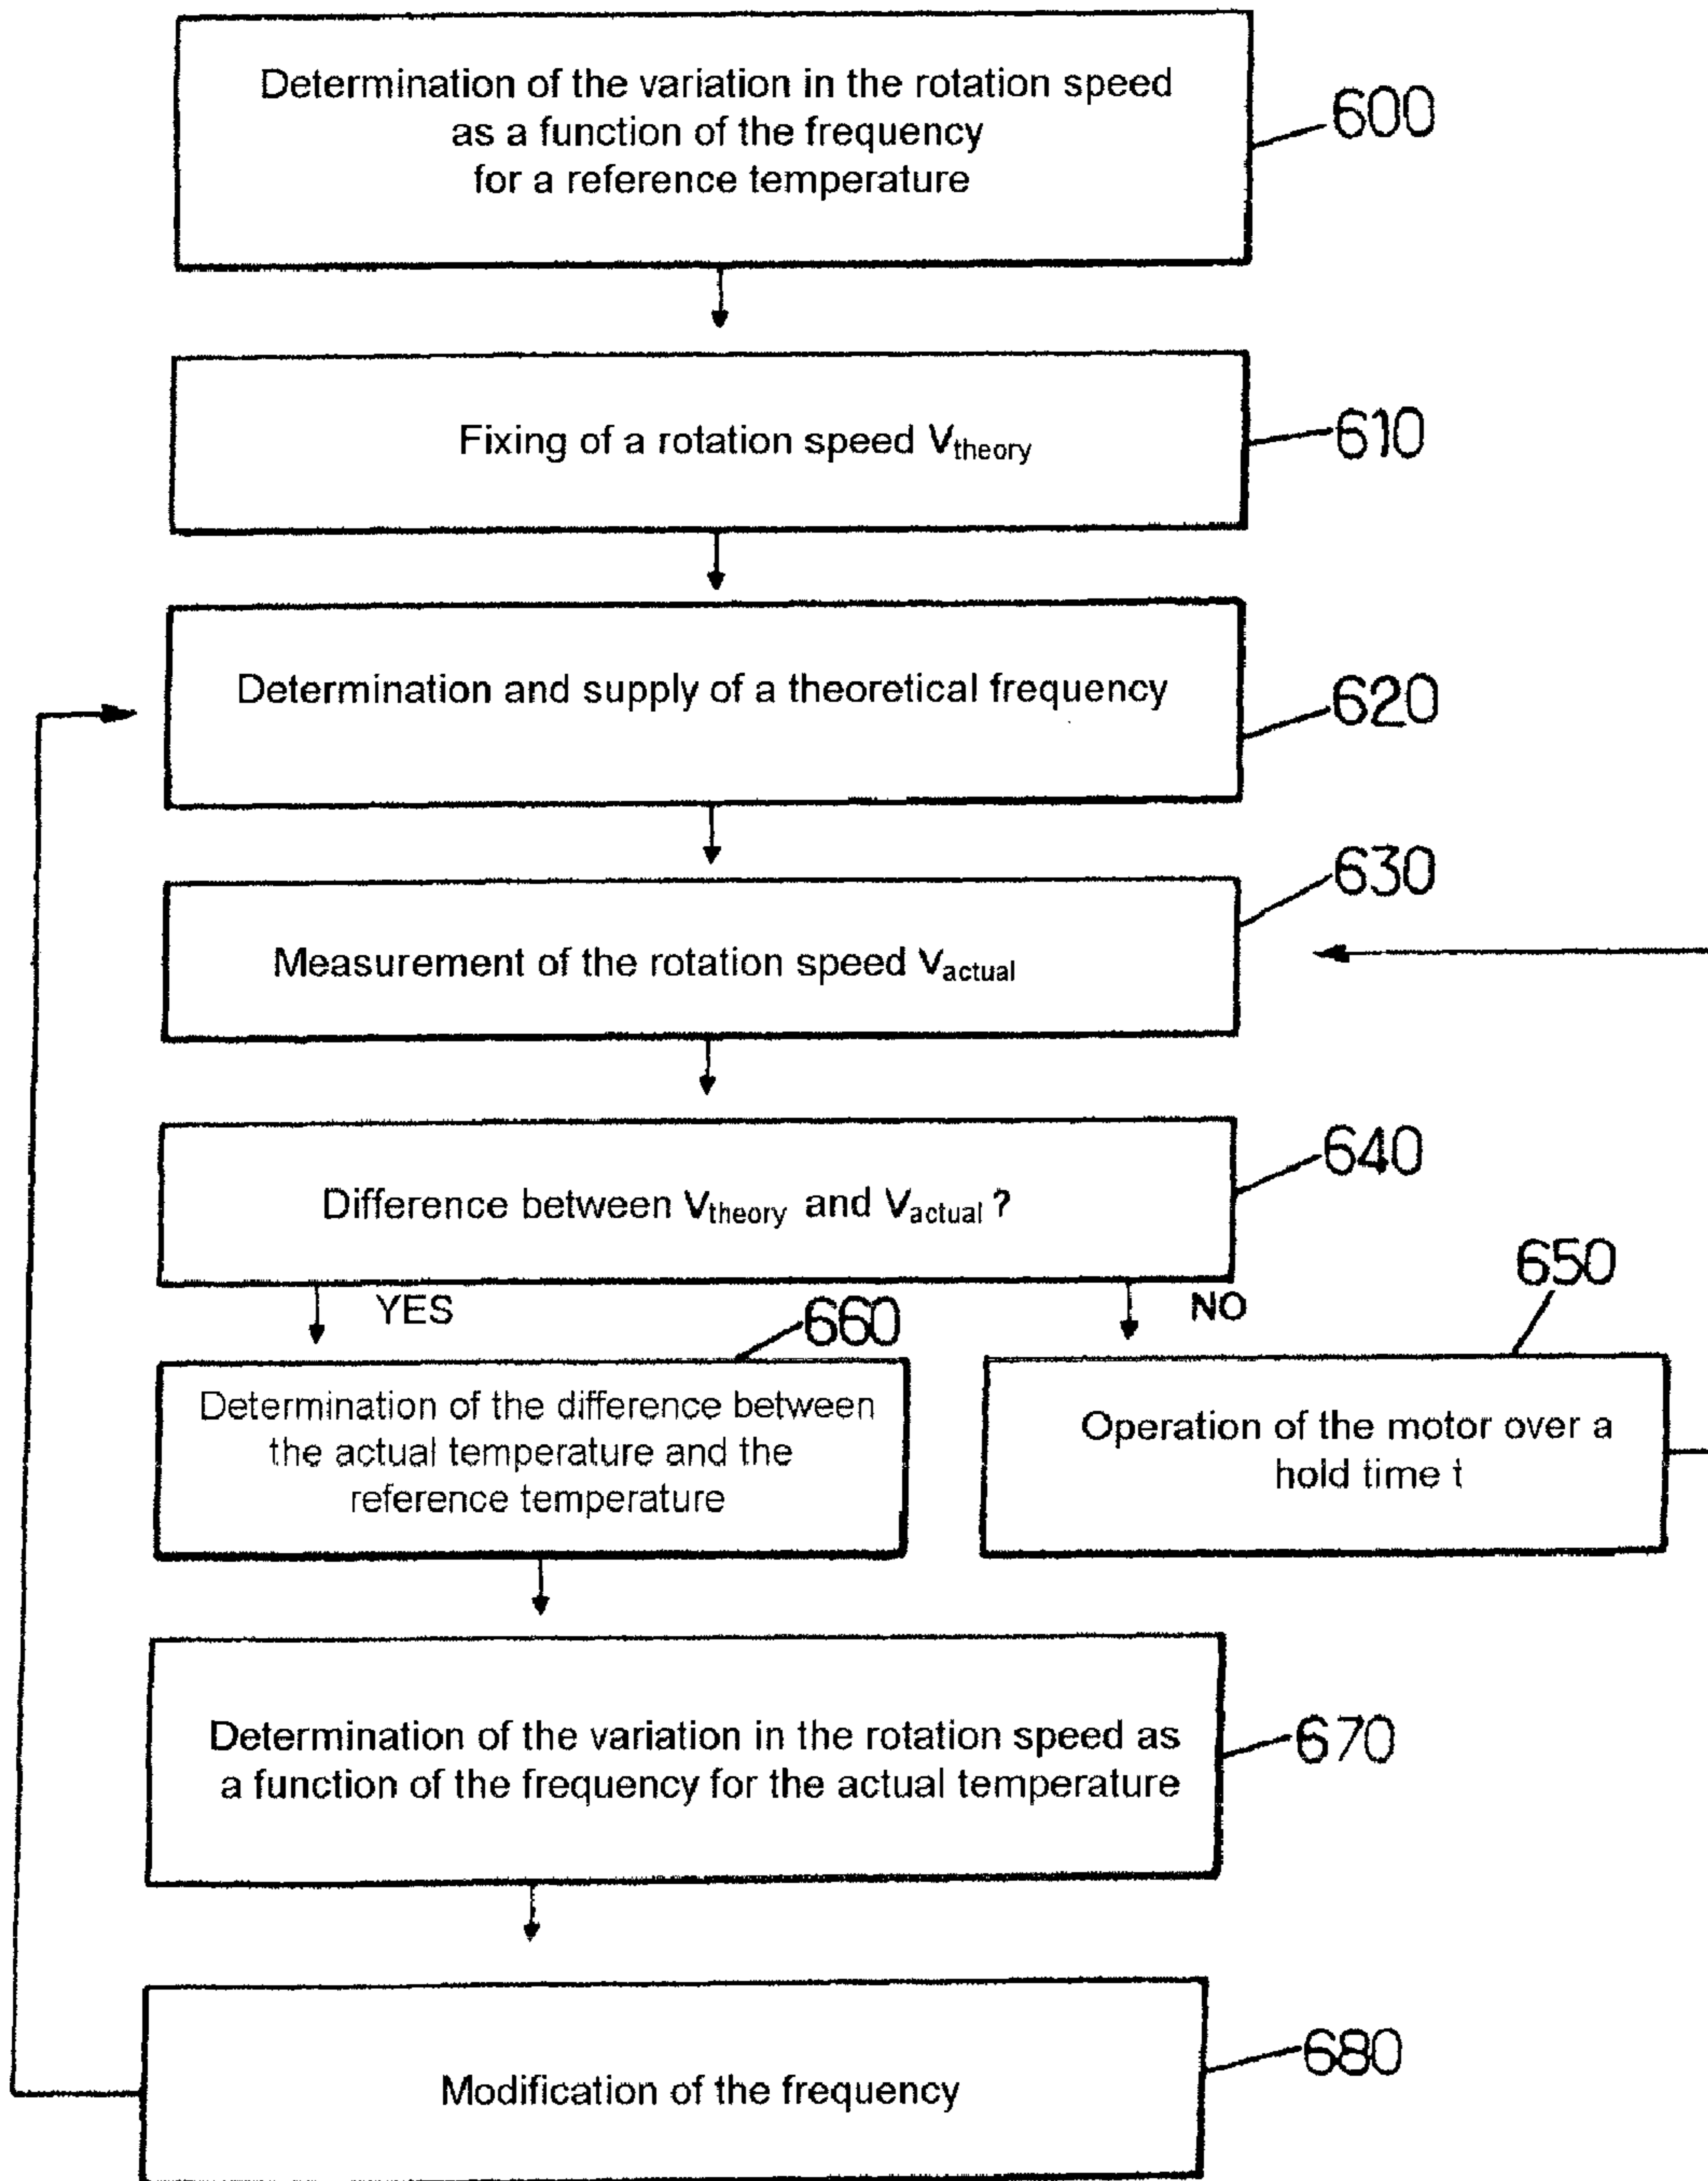 Determination of the variation in the rotation speed
as a function of the frequency
for a reference temperature
600
Fixing of a rotation speed Vtheory
610
Determination and supply of a theoretical frequency
620
630
Measurement of the rotation speed Vactual
640
Difference between Vtheory and Vactual ?
650
YES
NO
660
Determination of the difference between
the actual temperature and the
reference temperature
Operation of the motor over a
hold time t
Determination of the variation in the rotation speed as
a function of the frequency for the actual temperature
670
Modification of the frequency
680